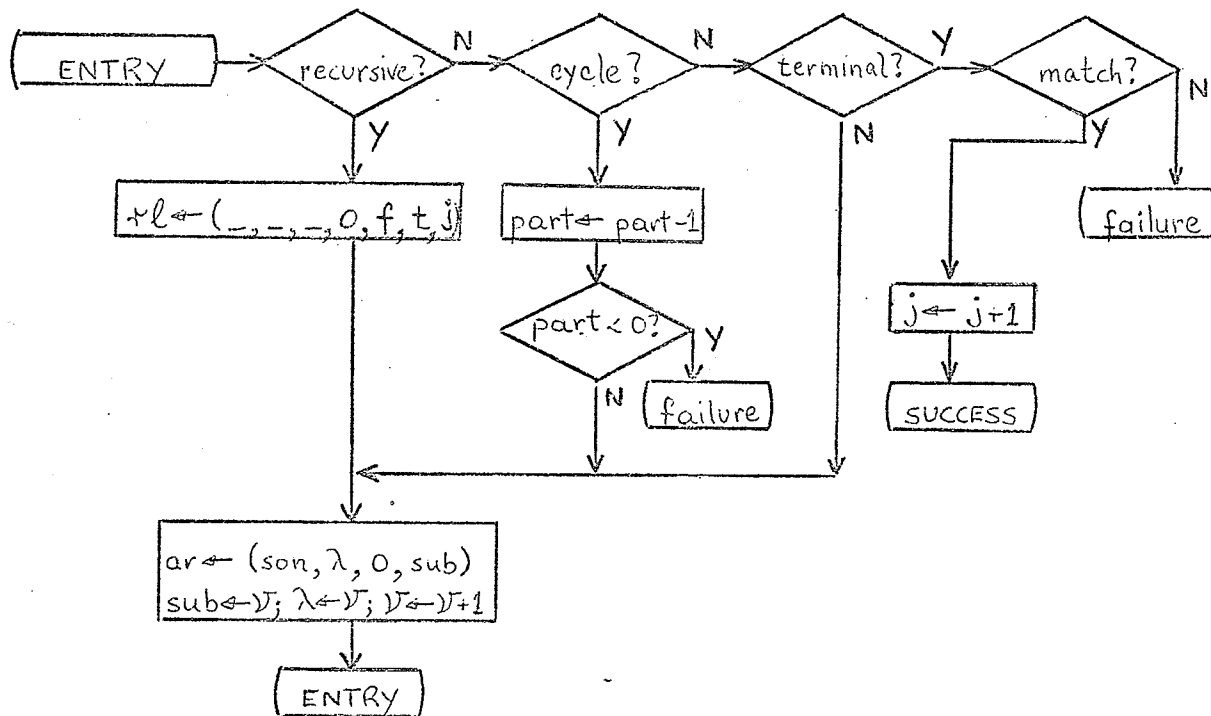 ENTRY
recursive?
N
cycle?
N
terminal?
Y
match?
N
Y
Y
N
Y
rl←(_,_,_,0,f,t,j)
part← part-1
failure
part<0?
Y
j← j+1
N
failure
SUCCESS
ar← (son, λ, 0, sub)
sub←ν; λ←ν; ν←ν+1
ENTRY